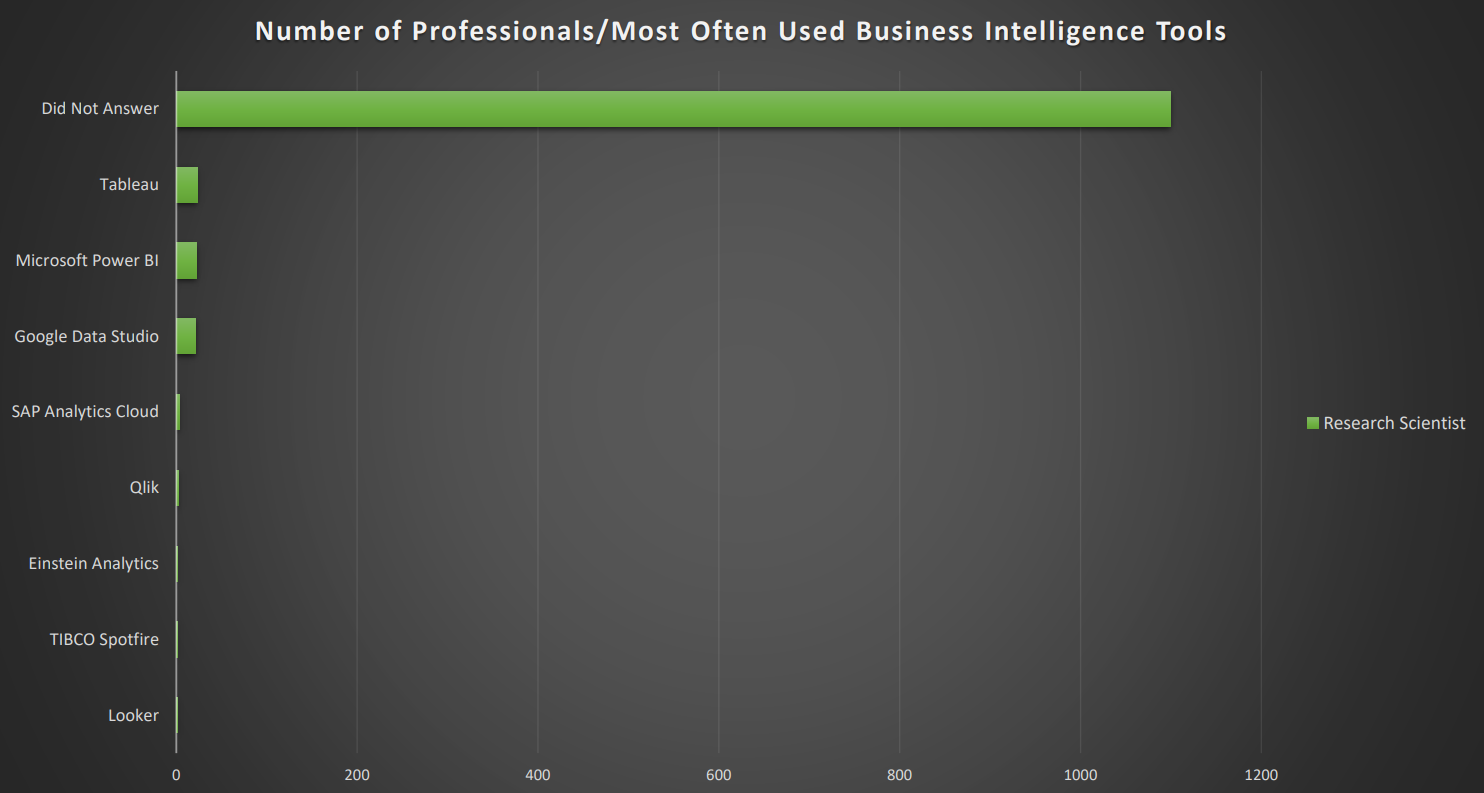 Number of Professionals/Most Often Used Business Intelligence Tools
Did Not Answer
Tableau
Microsoft Power BI
Google Data Studio
SAP Analytics Cloud
Qlik
Einstein Analytics
TIBCO Spotfire
Looker
0 200 400 600 800 1000 1200
Research Scientist